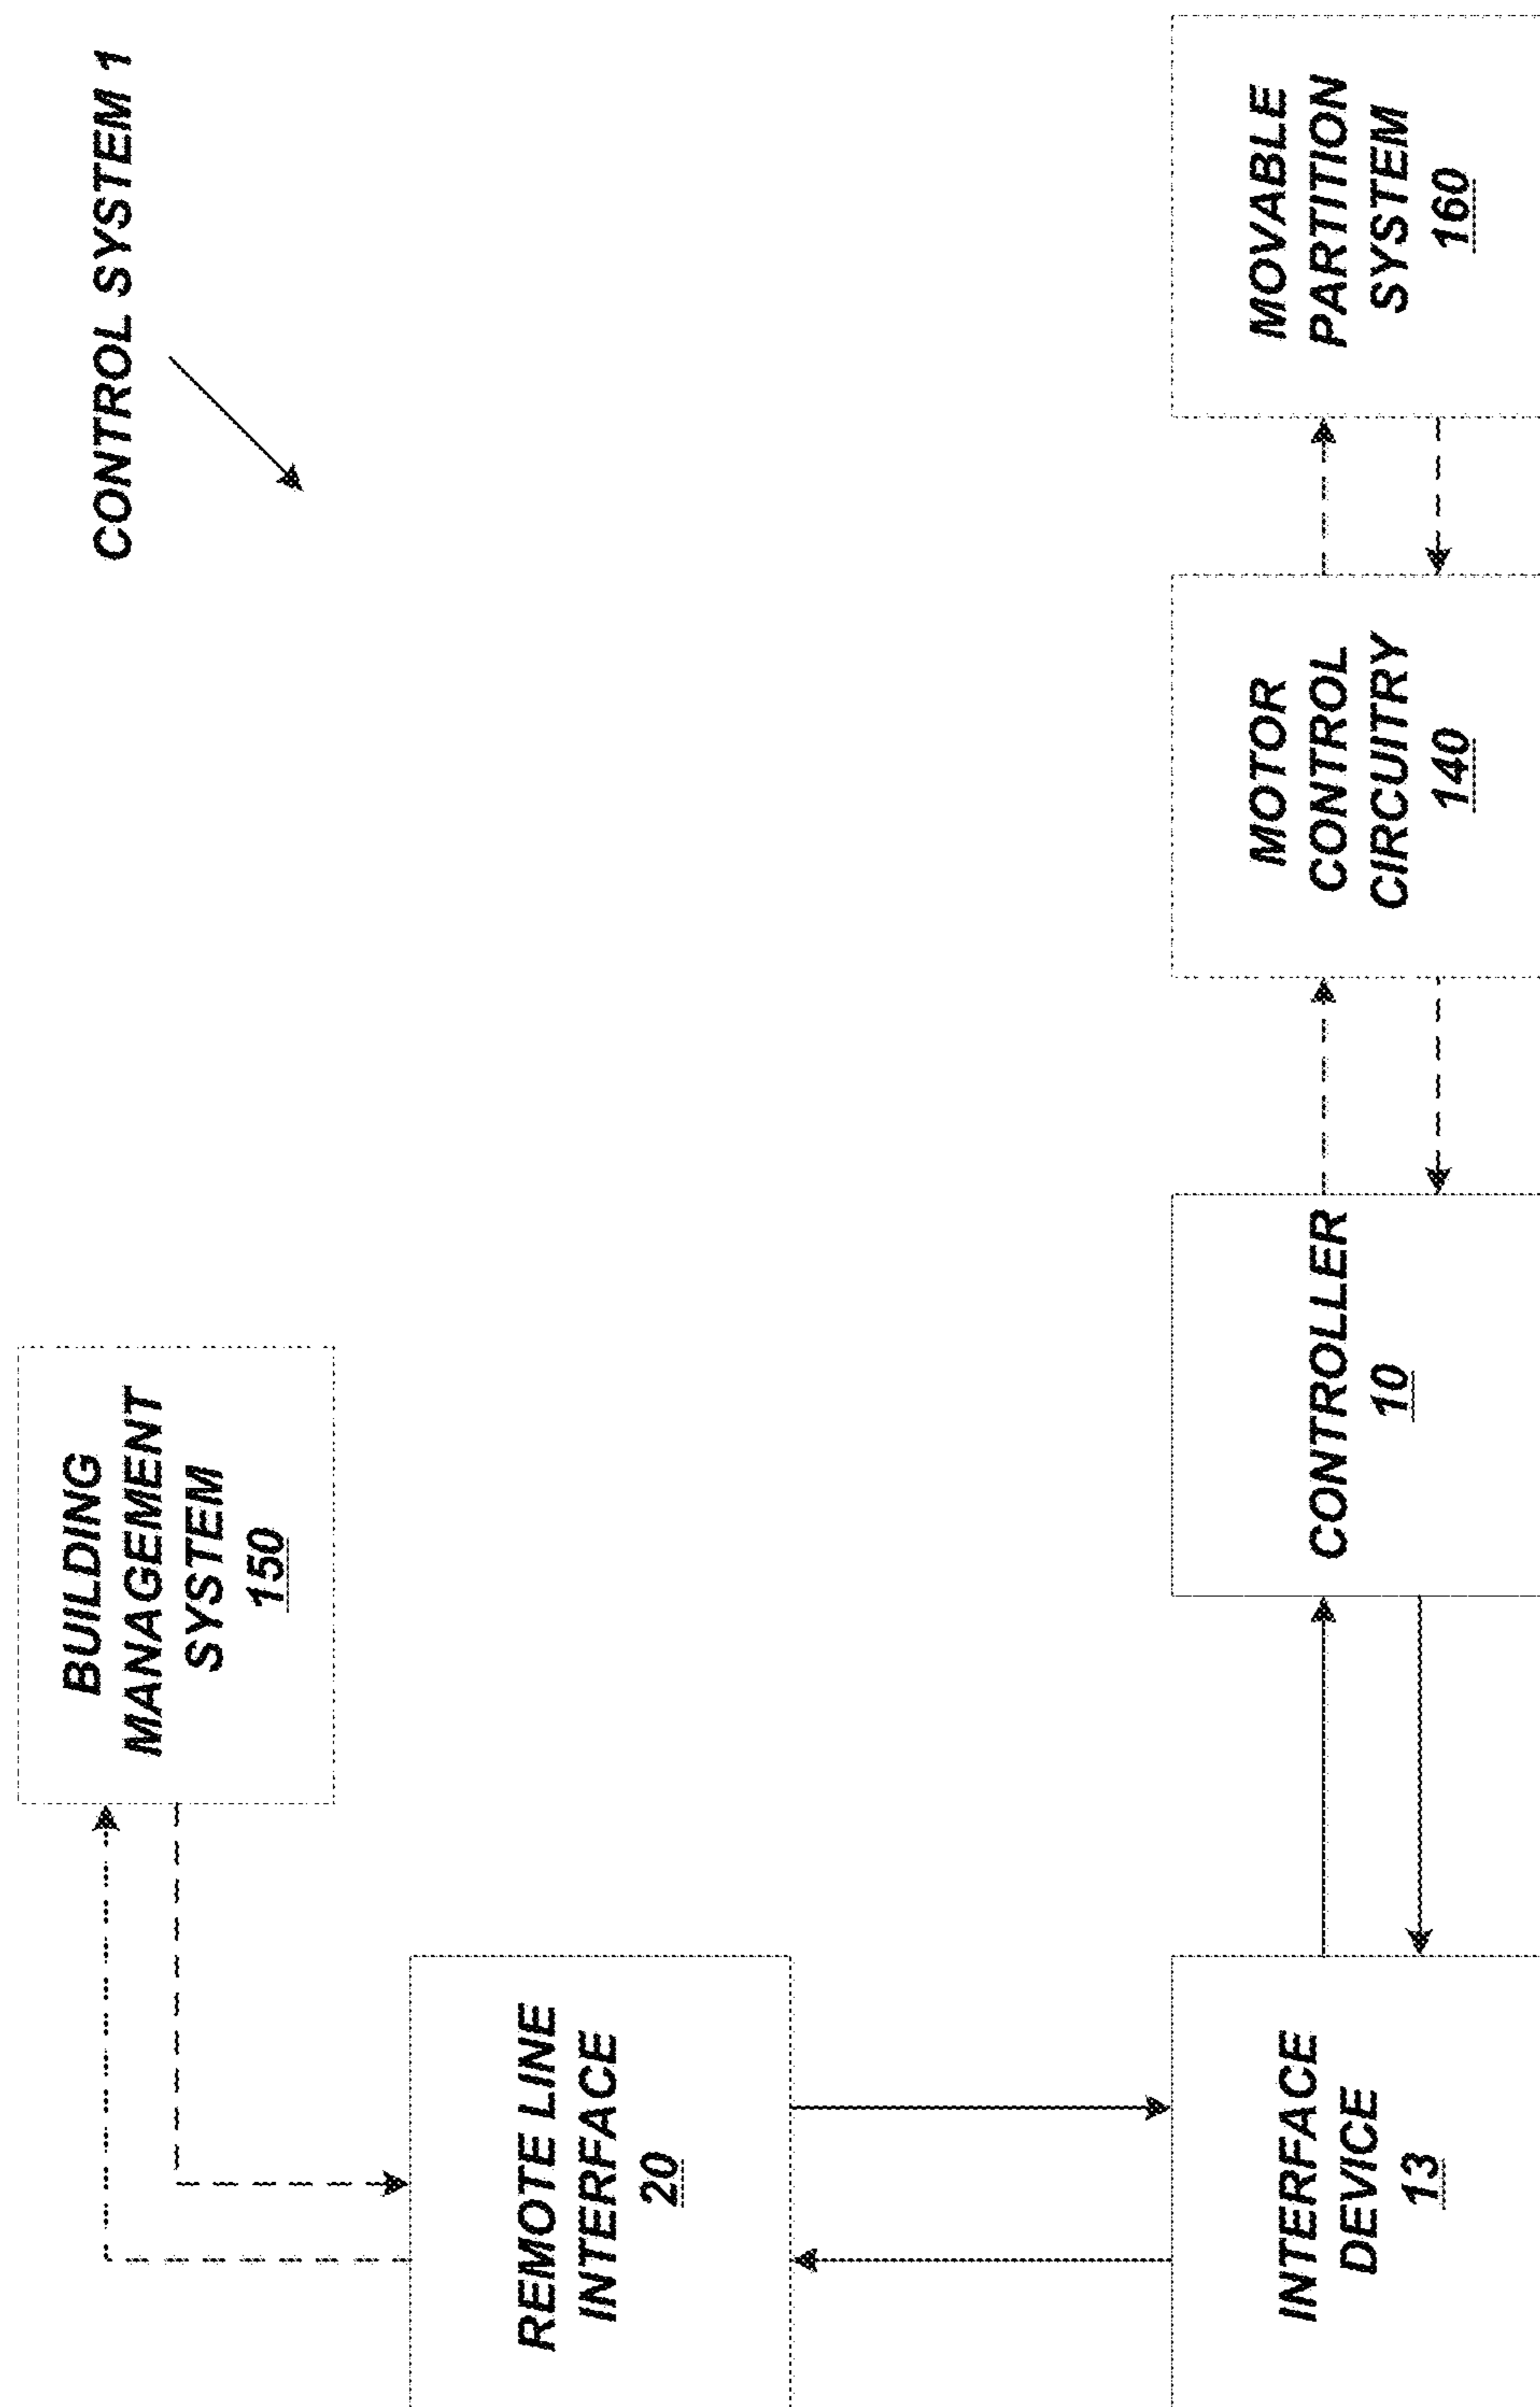 CONTROL SYSTEM 1
BUILDING
MANAGEMENT
SYSTEM
150
REMOTE LINE
INTERFACE
20
INTERFACE
DEVICE
13
CONTROLLER
10
MOTOR
CONTROL
CIRCUITRY
140
MOVABLE
PARTITION
SYSTEM
160